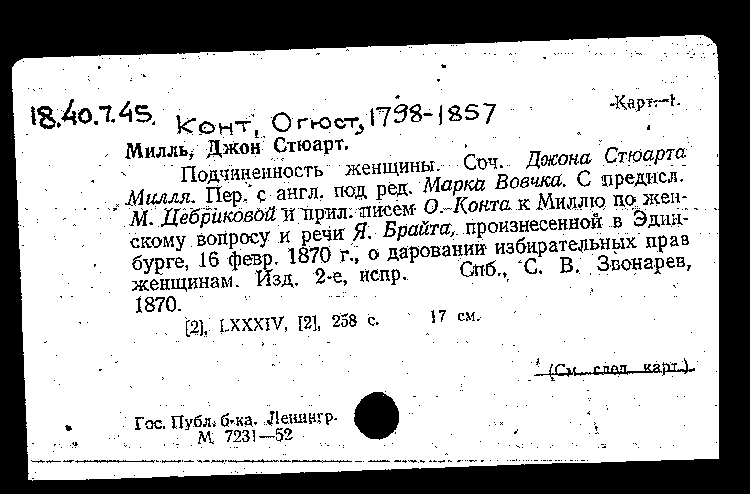 18.40.7.45. Конт, Огюст, 1798-1857
Карт. 1.
Милль, Джон Стюарт.
Подчиненность женщины. Соч. Джона Стюарта
Милля. Пер. с англ. под ред. Марка Вовчка. С предисл.
М. Цебриковой и прил. писем О. Конта к Миллю по жен-
скому вопросу и речи Я. Брайта, произнесенной в Эдин-
бурге, 16 февр. 1870 г., о даровании избирательных прав
женщинам. Изд. 2-е, испр. Спб., С. В. Звонарев,
1870.
[2], LXXXIV, [2], 258 с. 17 см.
(См. след. карт.)
Гос. Публ. б-ка. Ленингр.
М 7231—52